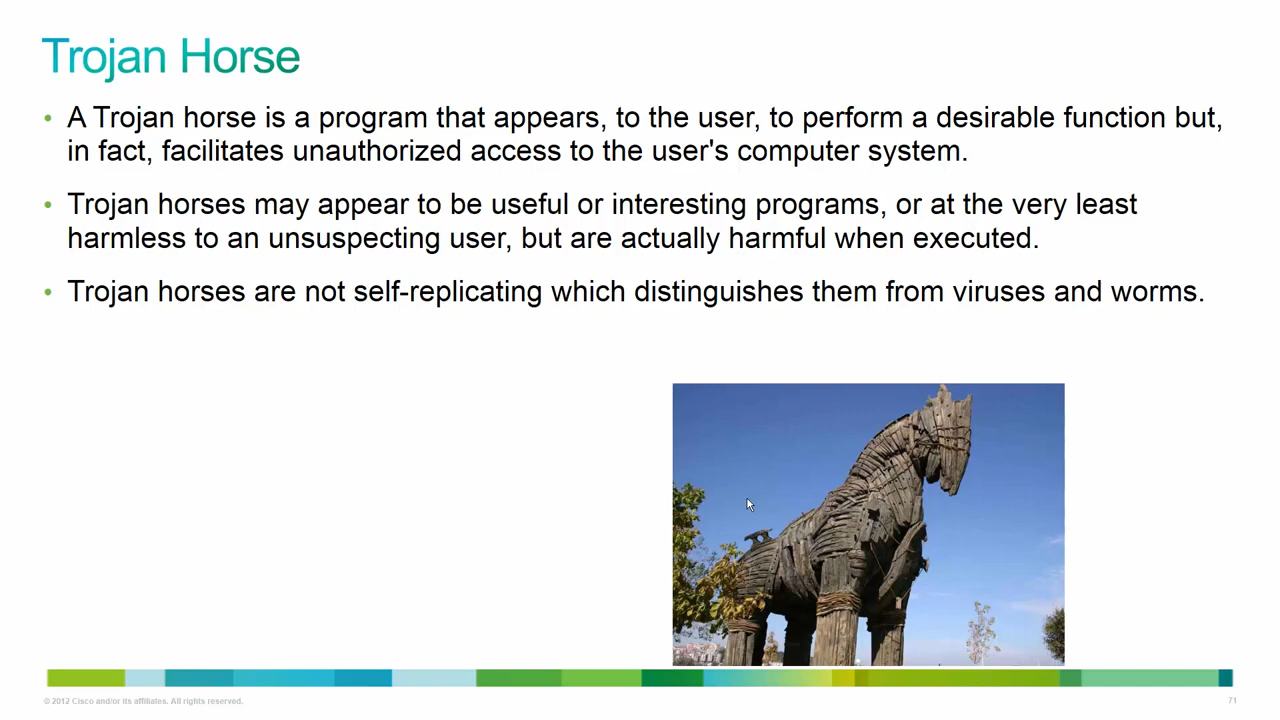 Trojan Horse
• A Trojan horse is a program that appears, to the user, to perform a desirable function but,
in fact, facilitates unauthorized access to the user's computer system.
• Trojan horses may appear to be useful or interesting programs, or at the very least
harmless to an unsuspecting user, but are actually harmful when executed.
• Trojan horses are not self-replicating which distinguishes them from viruses and worms.
© 2012 Cisco and/or its affiliates. All rights reserved.
71